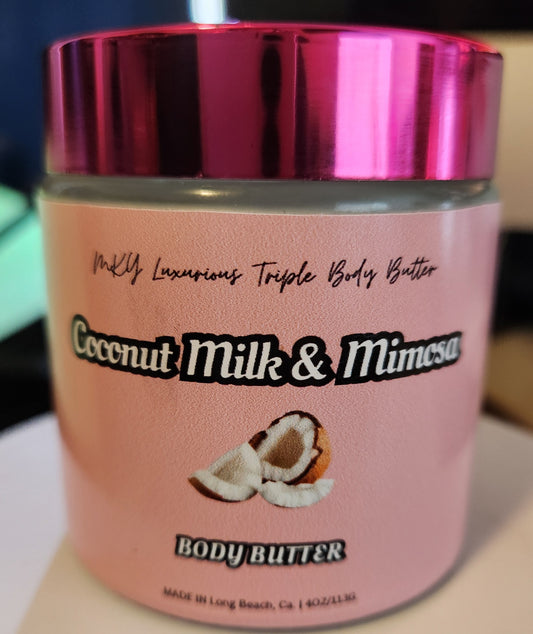 MKY Luxurious Triple Body Butter
Coconut Milk & Mimosa
BODY BUTTER
MADE IN Long Beach, Ca. | 4OZ/113G